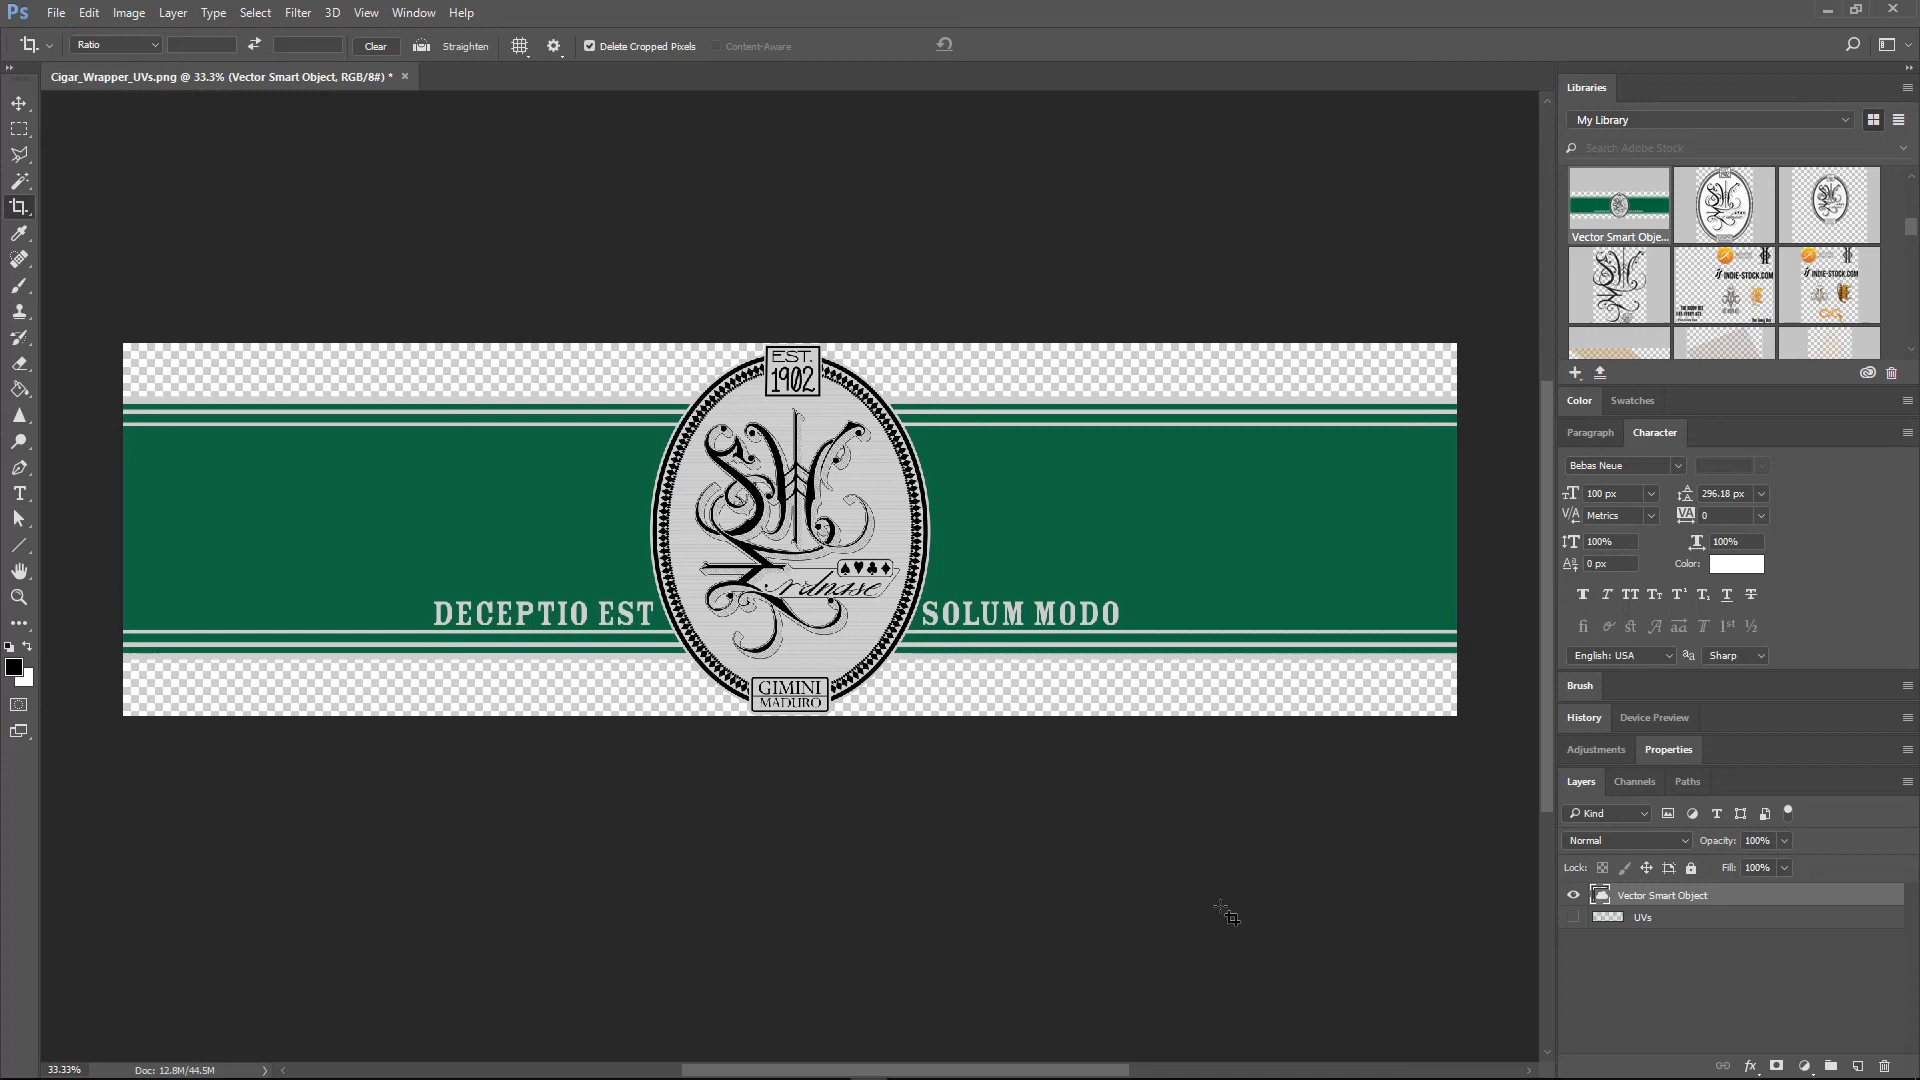 Ps File Edit Image Layer Type Select Filter 3D View Window Help
Ratio Clear Straighten Delete Cropped Pixels Content-Aware
Cigar_Wrapper_UVs.png @ 33.3% (Vector Smart Object, RGB/8#) * ×
Libraries
My Library
Search Adobe Stock
Vector Smart Obje...
INDIE-STOCK.COM
INDIE-STOCK.COM
Color Swatches
Paragraph Character
Bebas Neue
100 px 296.18 px
Metrics 0
100% 100%
0 px Color:
English: USA Sharp
Brush
History Device Preview
Adjustments Properties
Layers Channels Paths
Kind
Normal Opacity: 100%
Lock: Fill: 100%
Vector Smart Object
UVs
EST.
1902
rdnase
DECEPTIO EST SOLUM MODO
GIMINI
MADURO
33.33% Doc: 12.8M/44.5M